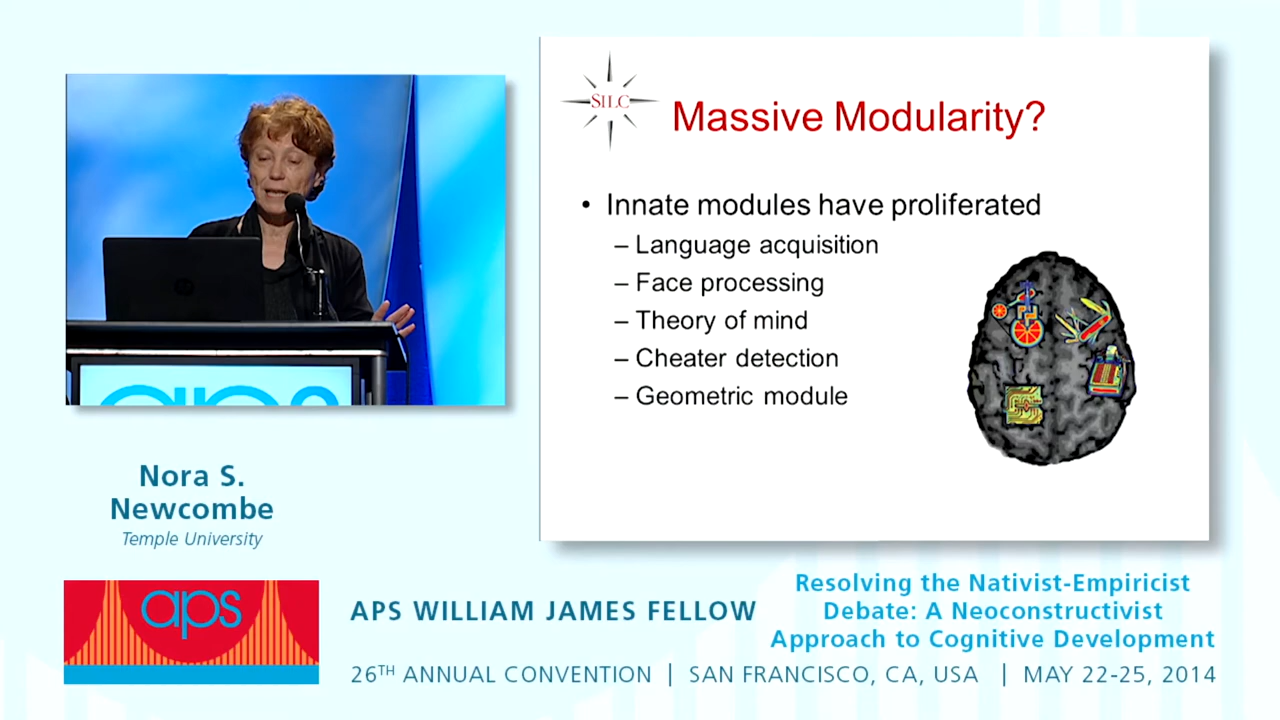 SILC
Massive Modularity?
• Innate modules have proliferated
– Language acquisition
– Face processing
– Theory of mind
– Cheater detection
– Geometric module
aps
Nora S.
Newcombe
Temple University
aps
APS WILLIAM JAMES FELLOW
Resolving the Nativist-Empiricist
Debate: A Neoconstructivist
Approach to Cognitive Development
26TH ANNUAL CONVENTION | SAN FRANCISCO, CA, USA | MAY 22-25, 2014